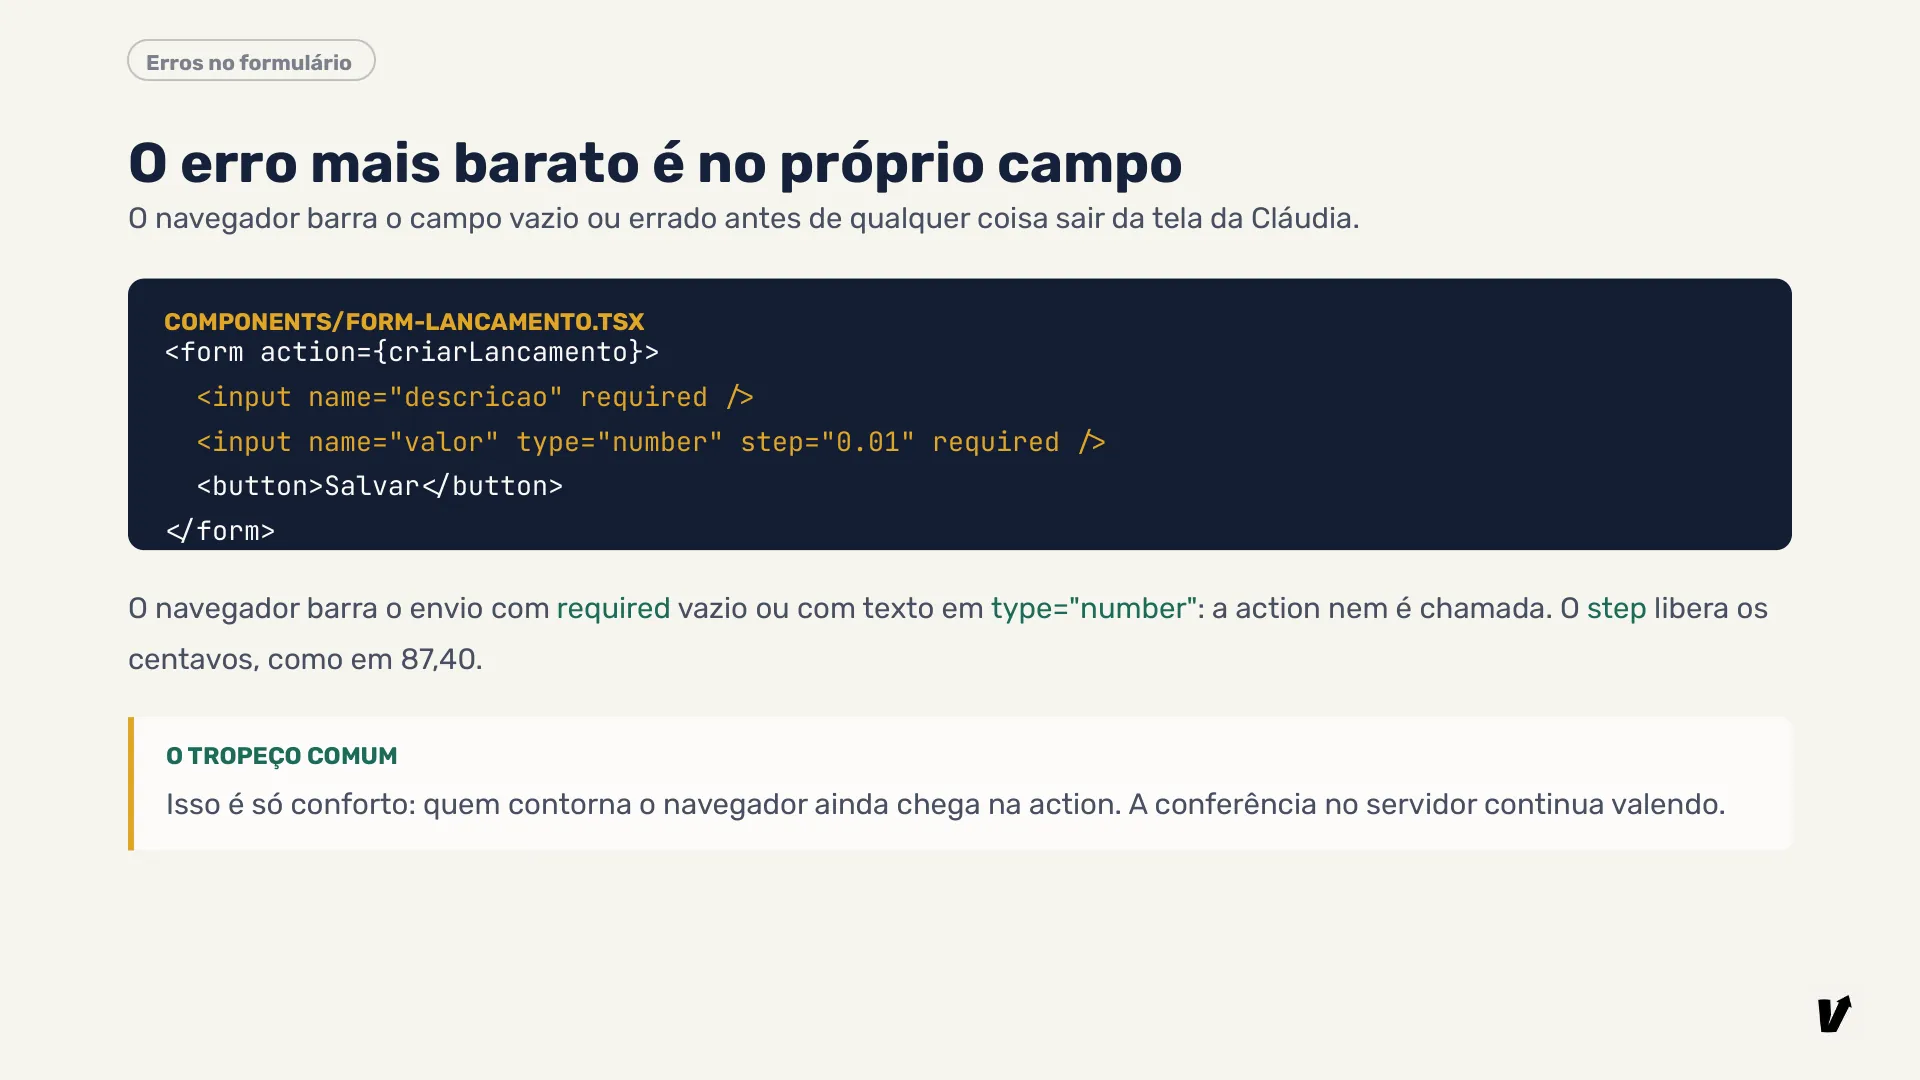 Erros no formulário
O erro mais barato é no próprio campo
O navegador barra o campo vazio ou errado antes de qualquer coisa sair da tela da Cláudia.
COMPONENTS/FORM-LANCAMENTO.TSX
<form action={criarLancamento}>
  <input name="descricao" required />
  <input name="valor" type="number" step="0.01" required />
  <button>Salvar</button>
</form>
O navegador barra o envio com required vazio ou com texto em type="number": a action nem é chamada. O step libera os
centavos, como em 87,40.
O TROPEÇO COMUM
Isso é só conforto: quem contorna o navegador ainda chega na action. A conferência no servidor continua valendo.